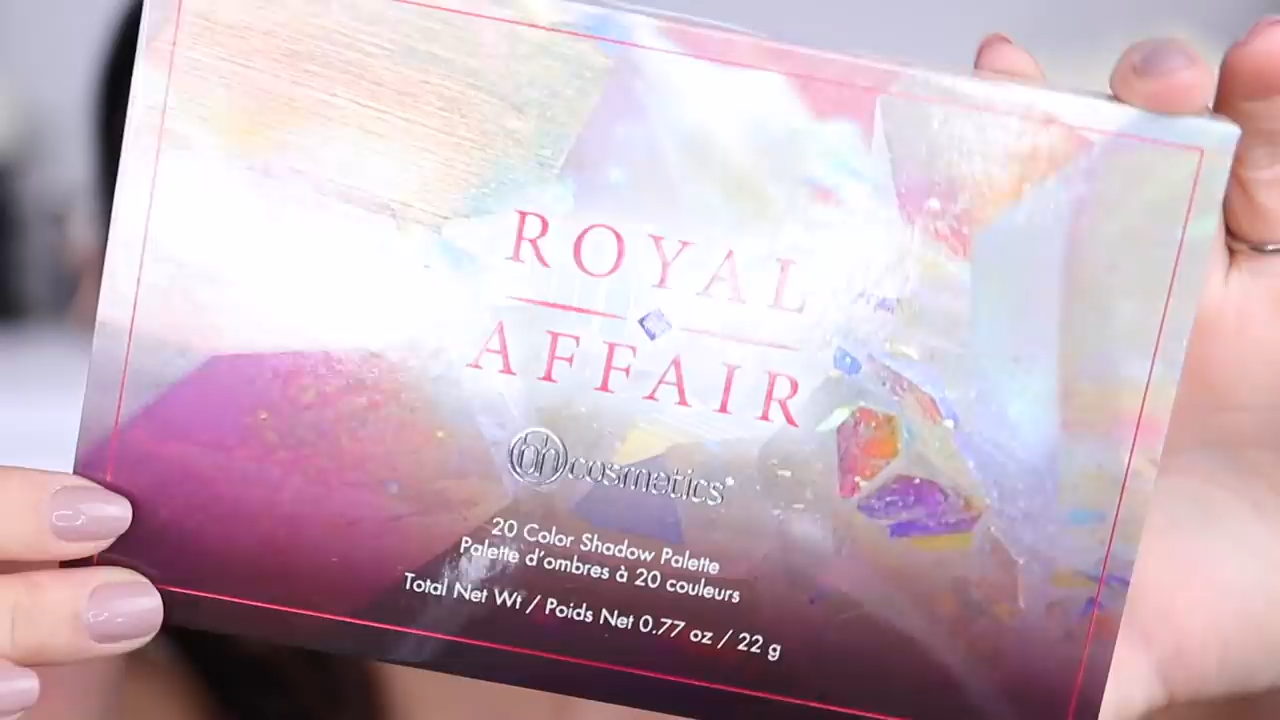 ROYAL
AFFAIR
bh cosmetics®
20 Color Shadow Palette
Palette d'ombres à 20 couleurs
Total Net Wt / Poids Net 0.77 oz / 22 g